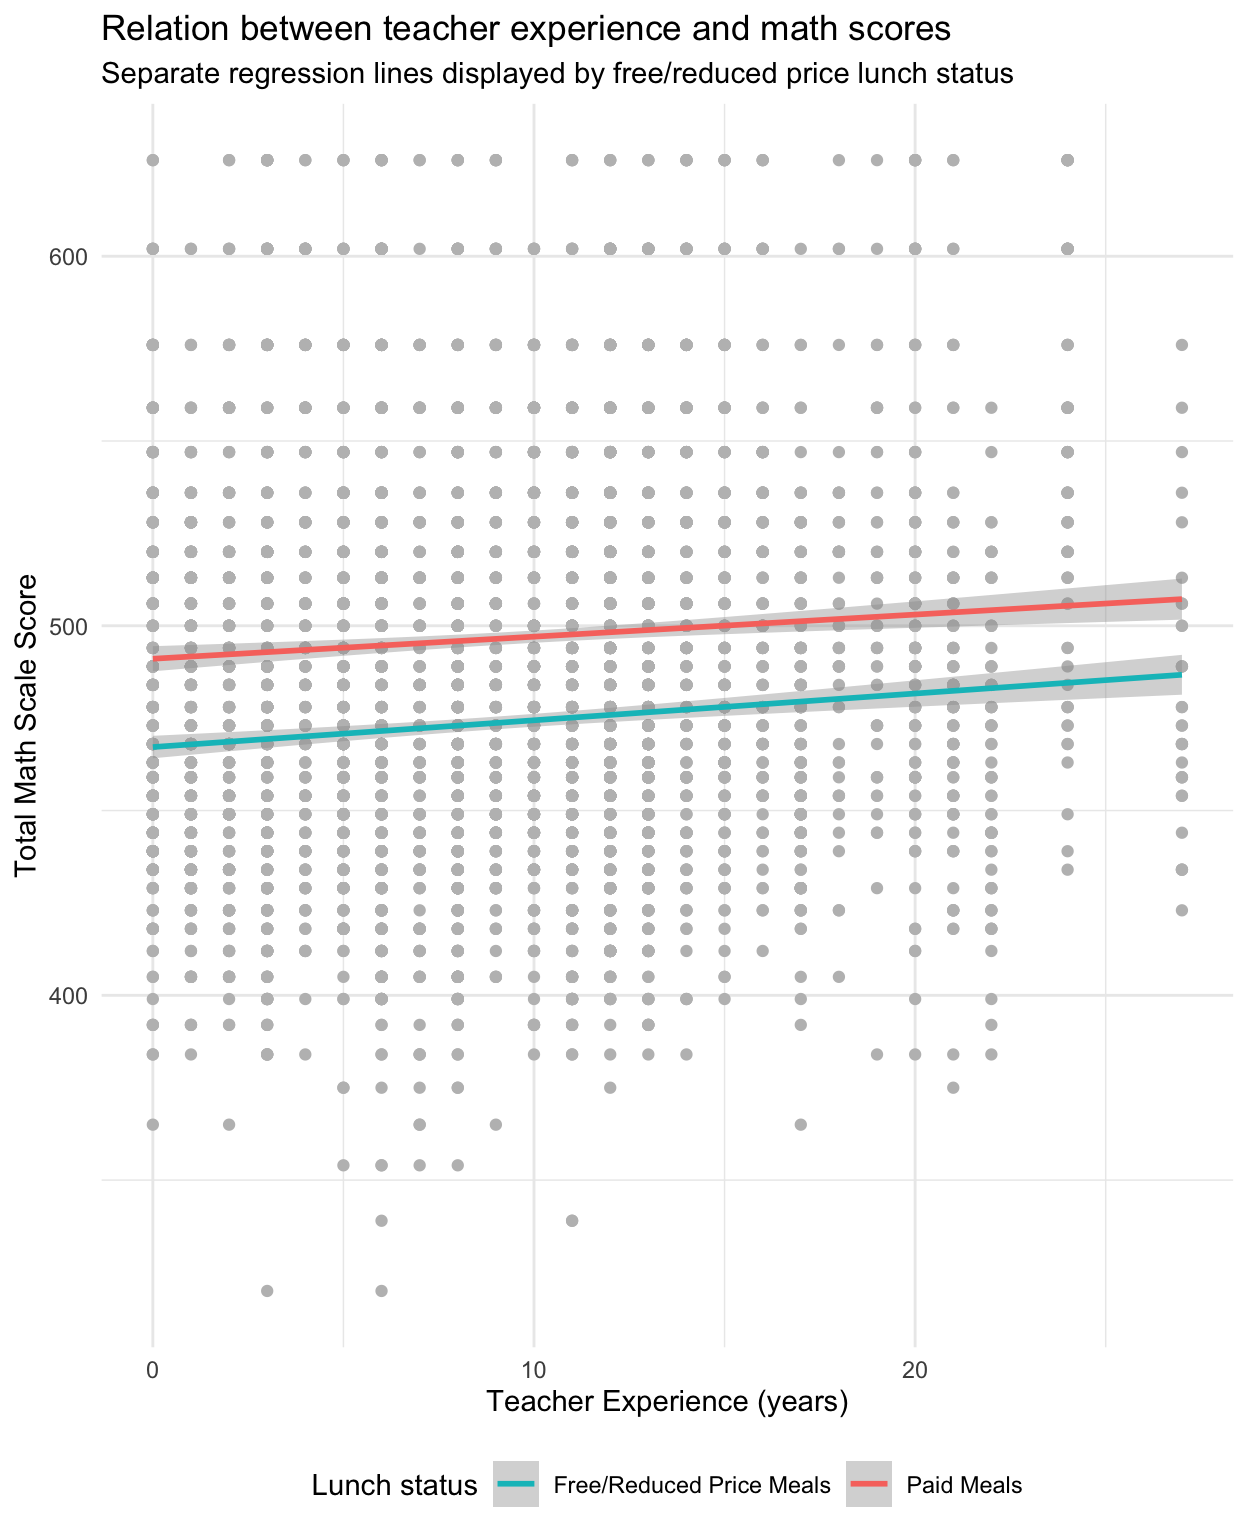 Relation between teacher experience and math scores
Separate regression lines displayed by free/reduced price lunch status
Total Math Scale Score
600
500
400
0 10 20
Teacher Experience (years)
Lunch status Free/Reduced Price Meals Paid Meals